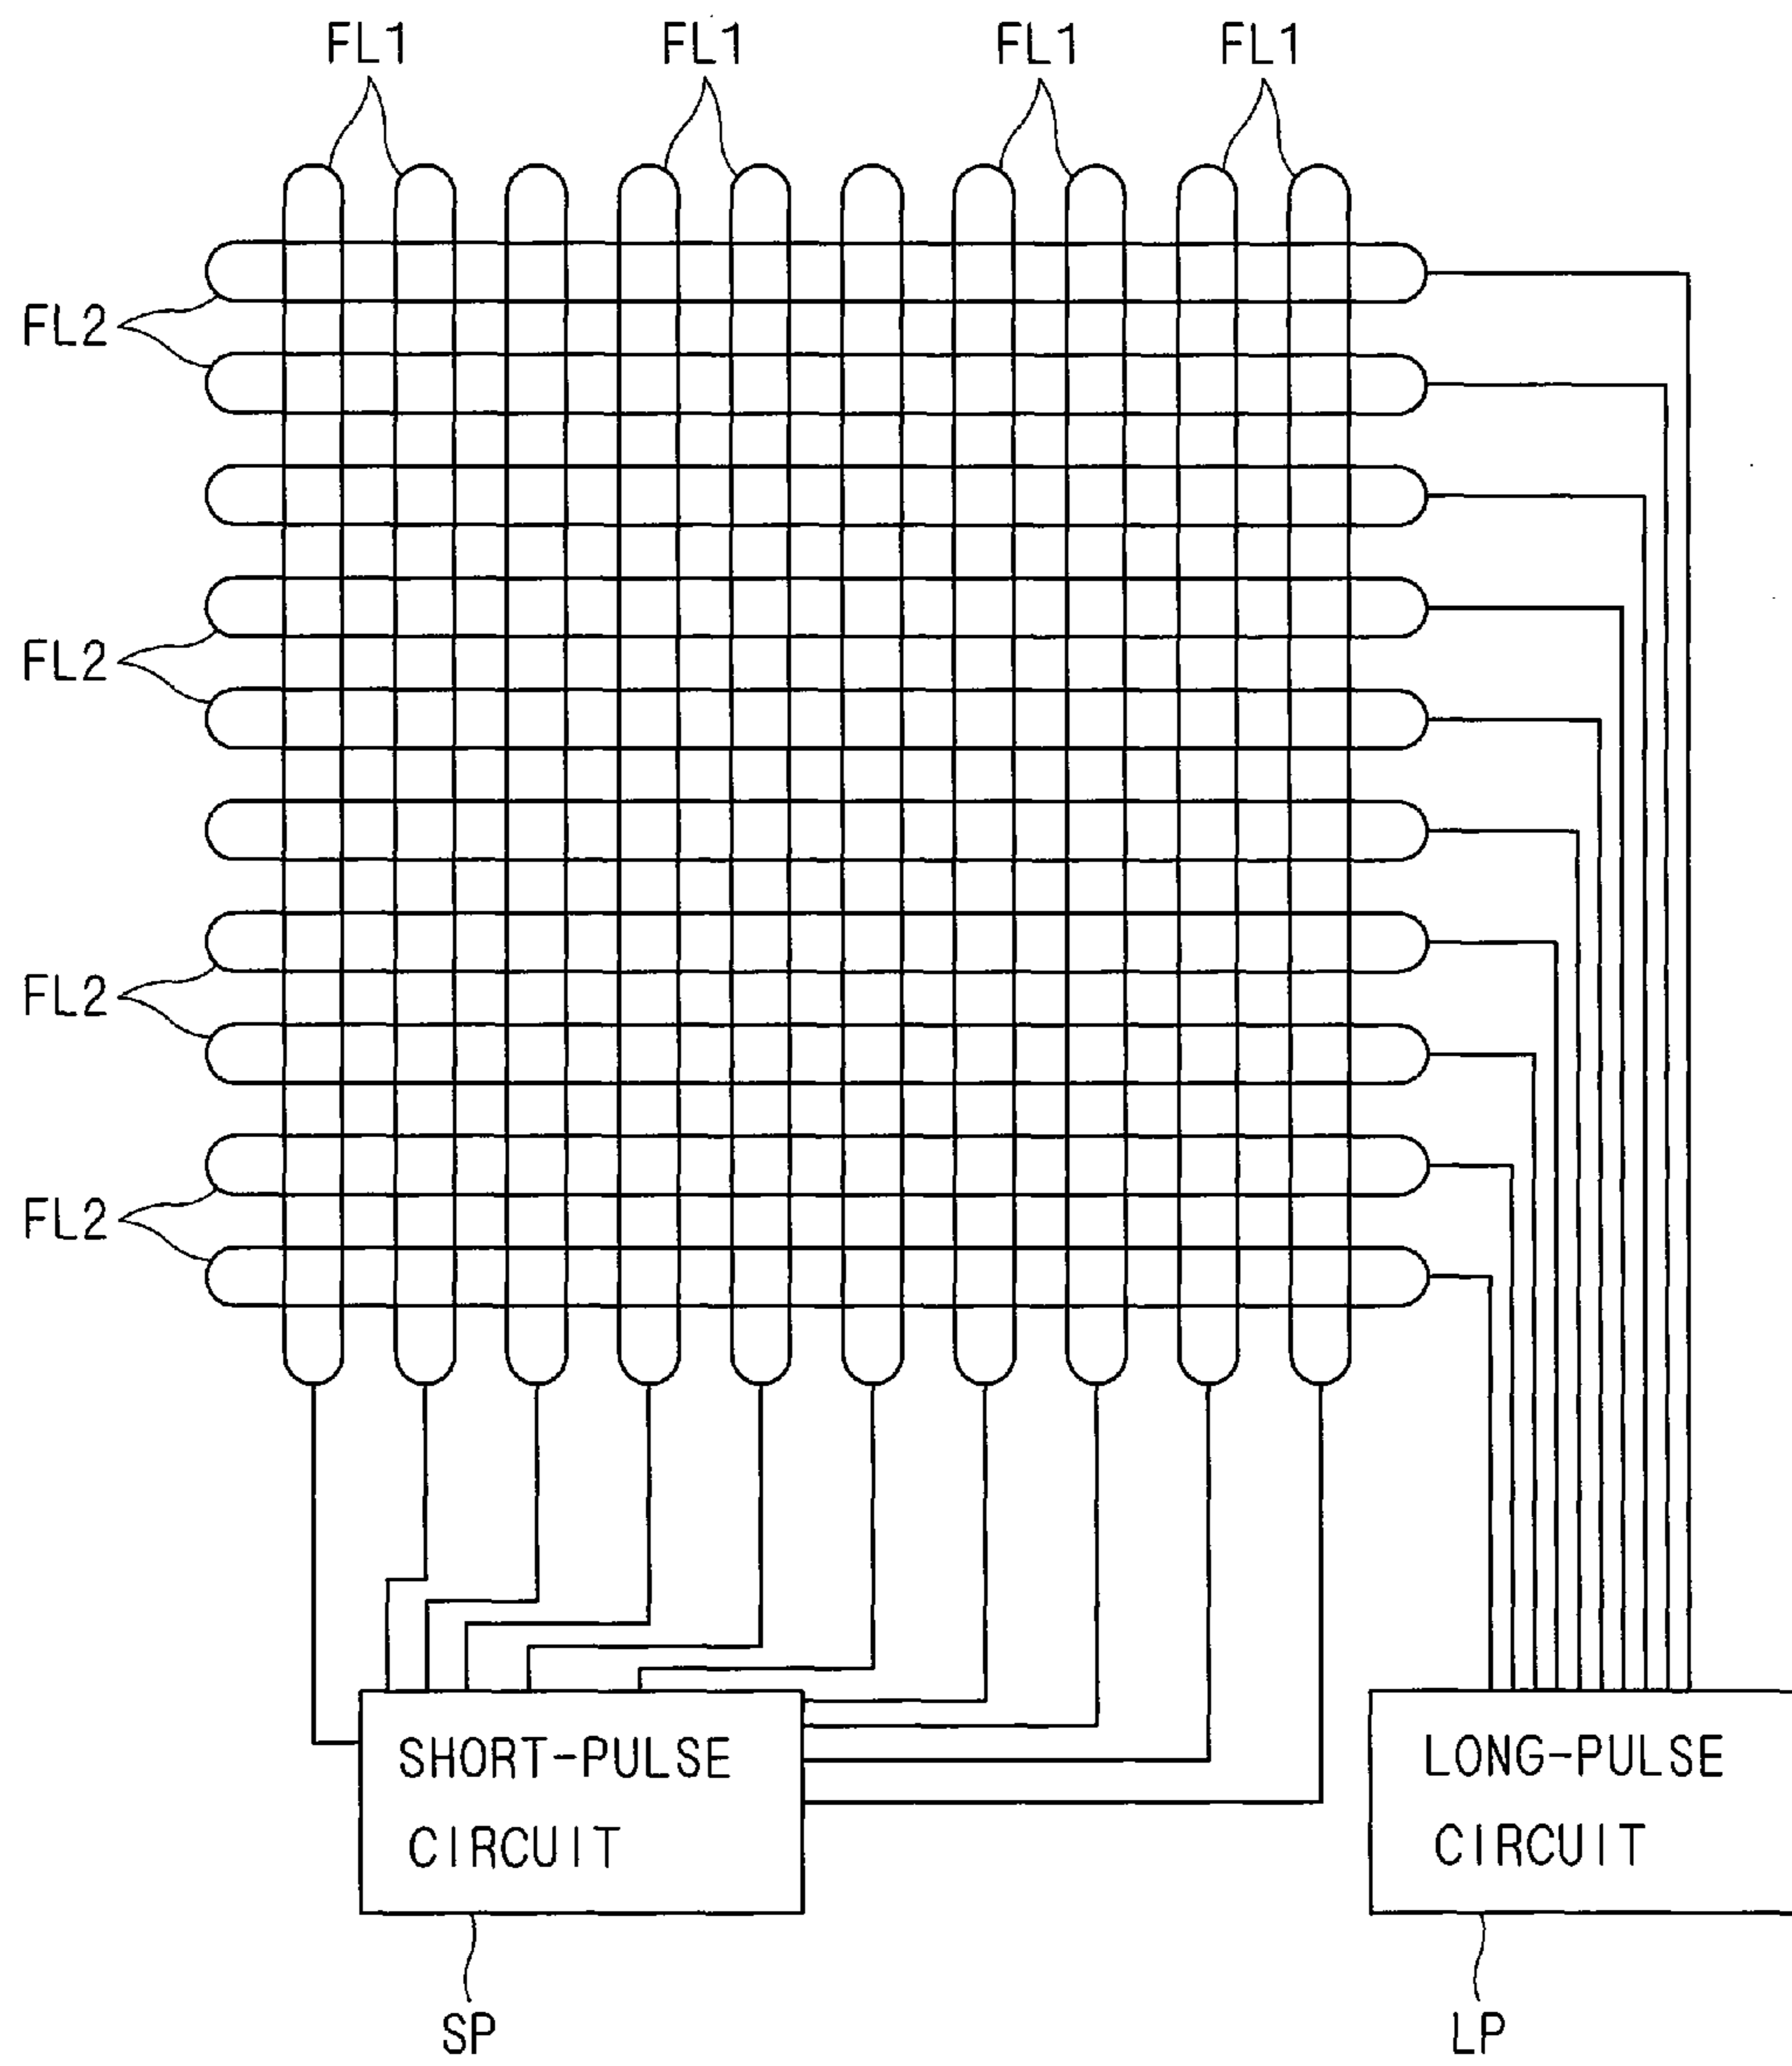 FL1 FL1 FL1 FL1
FL2
FL2
FL2
FL2
SHORT-PULSE
CIRCUIT
LONG-PULSE
CIRCUIT
SP
LP